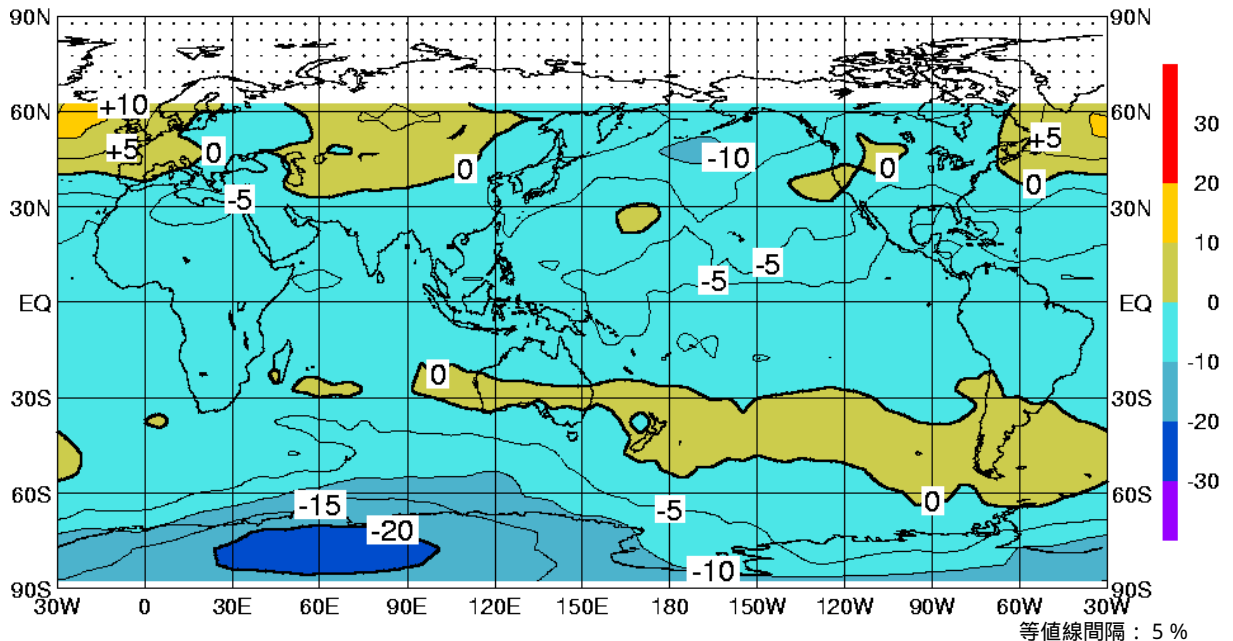 90N 90N
+10
60N 60N
+5 +5
0 0 0 0
-10
30N -5 30N
30
20
10
-5 -5
EQ EQ 0
-10
0
30S 30S
-20
60S 60S -30
-15 -5 0
-20
-10
90S 90S
30W 0 30E 60E 90E 120E 150E 180 150W 120W 90W 60W 30W
等値線間隔： 5 %